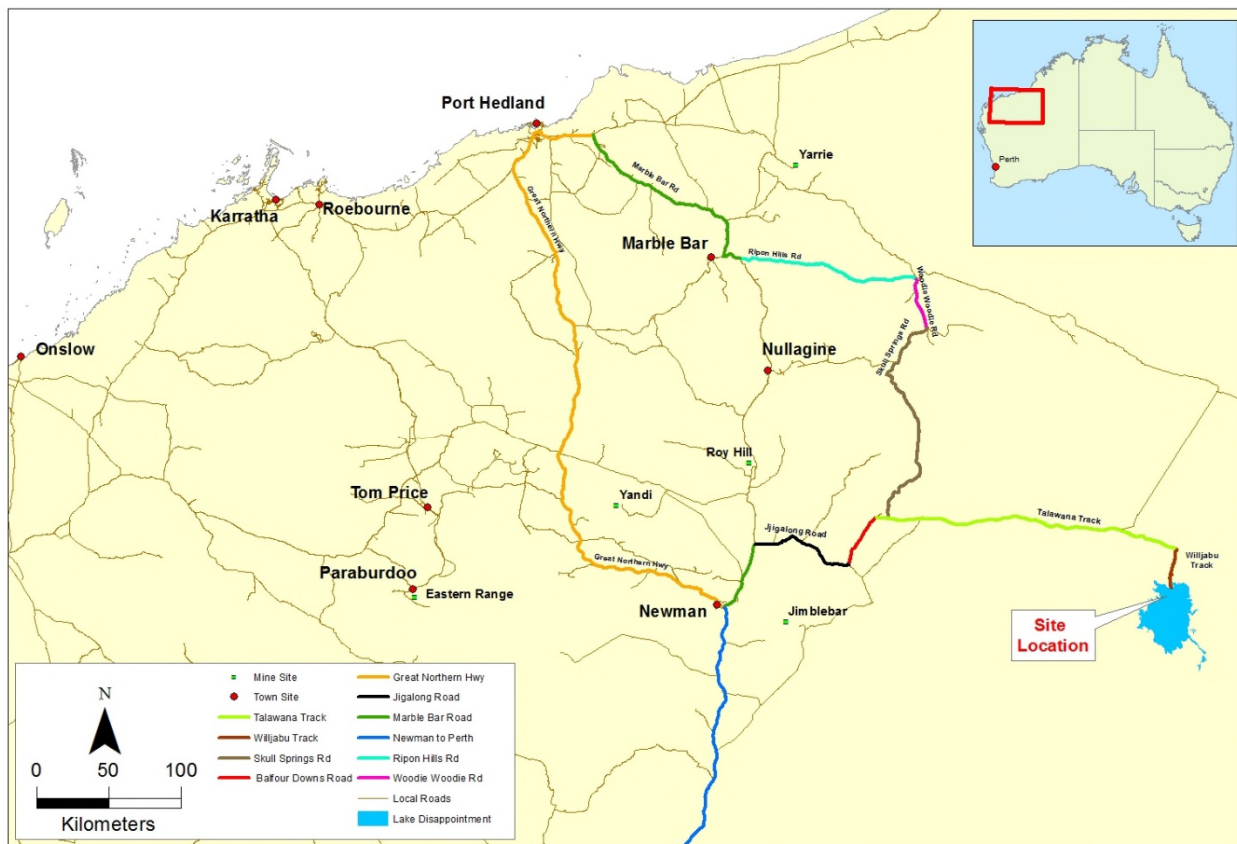 Port Hedland
Yarrie
Perth
Marble Bar Rd
Karratha
Roebourne
Great Northern Hwy
Marble Bar
Ripon Hills Rd
Woodie Woodie Rd
Onslow
Skull Springs Rd
Nullagine
Roy Hill
Tom Price
Yandi
Jjigalong Road
Talawana Track
Great Northern Hwy
Willjabu
Track
Paraburdoo
Eastern Range
Newman
Jimblebar
Site
Location
Mine Site
Town Site
Talawana Track
Willjabu Track
Skull Springs Rd
Balfour Downs Road
Great Northern Hwy
Jigalong Road
Marble Bar Road
Newman to Perth
Ripon Hills Rd
Woodie Woodie Rd
Local Roads
Lake Disappointment
N
0 50 100
Kilometers